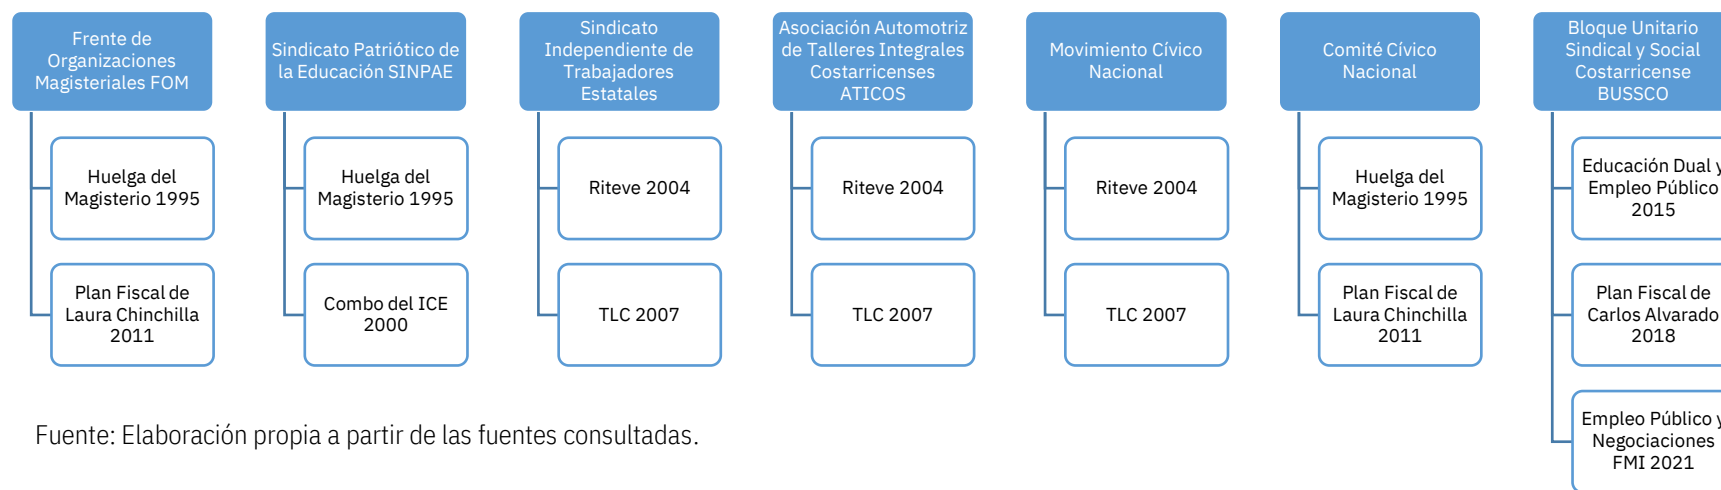 Frente de
Organizaciones
Magisteriales FOM
Huelga del
Magisterio 1995
Plan Fiscal de
Laura Chinchilla
2011
Sindicato Patriótico de
la Educación SINPAE
Huelga del
Magisterio 1995
Combo del ICE
2000
Sindicato
Independiente de
Trabajadores
Estatales
Riteve 2004
TLC 2007
Asociación Automotriz
de Talleres Integrales
Costarricenses
ATICOS
Riteve 2004
TLC 2007
Movimiento Cívico
Nacional
Riteve 2004
TLC 2007
Comité Cívico
Nacional
Huelga del
Magisterio 1995
Plan Fiscal de
Laura Chinchilla
2011
Bloque Unitario
Sindical y Social
Costarricense
BUSSCO
Educación Dual y
Empleo Público
2015
Plan Fiscal de
Carlos Alvarado
2018
Empleo Público y
Negociaciones
FMI 2021
Fuente: Elaboración propia a partir de las fuentes consultadas.